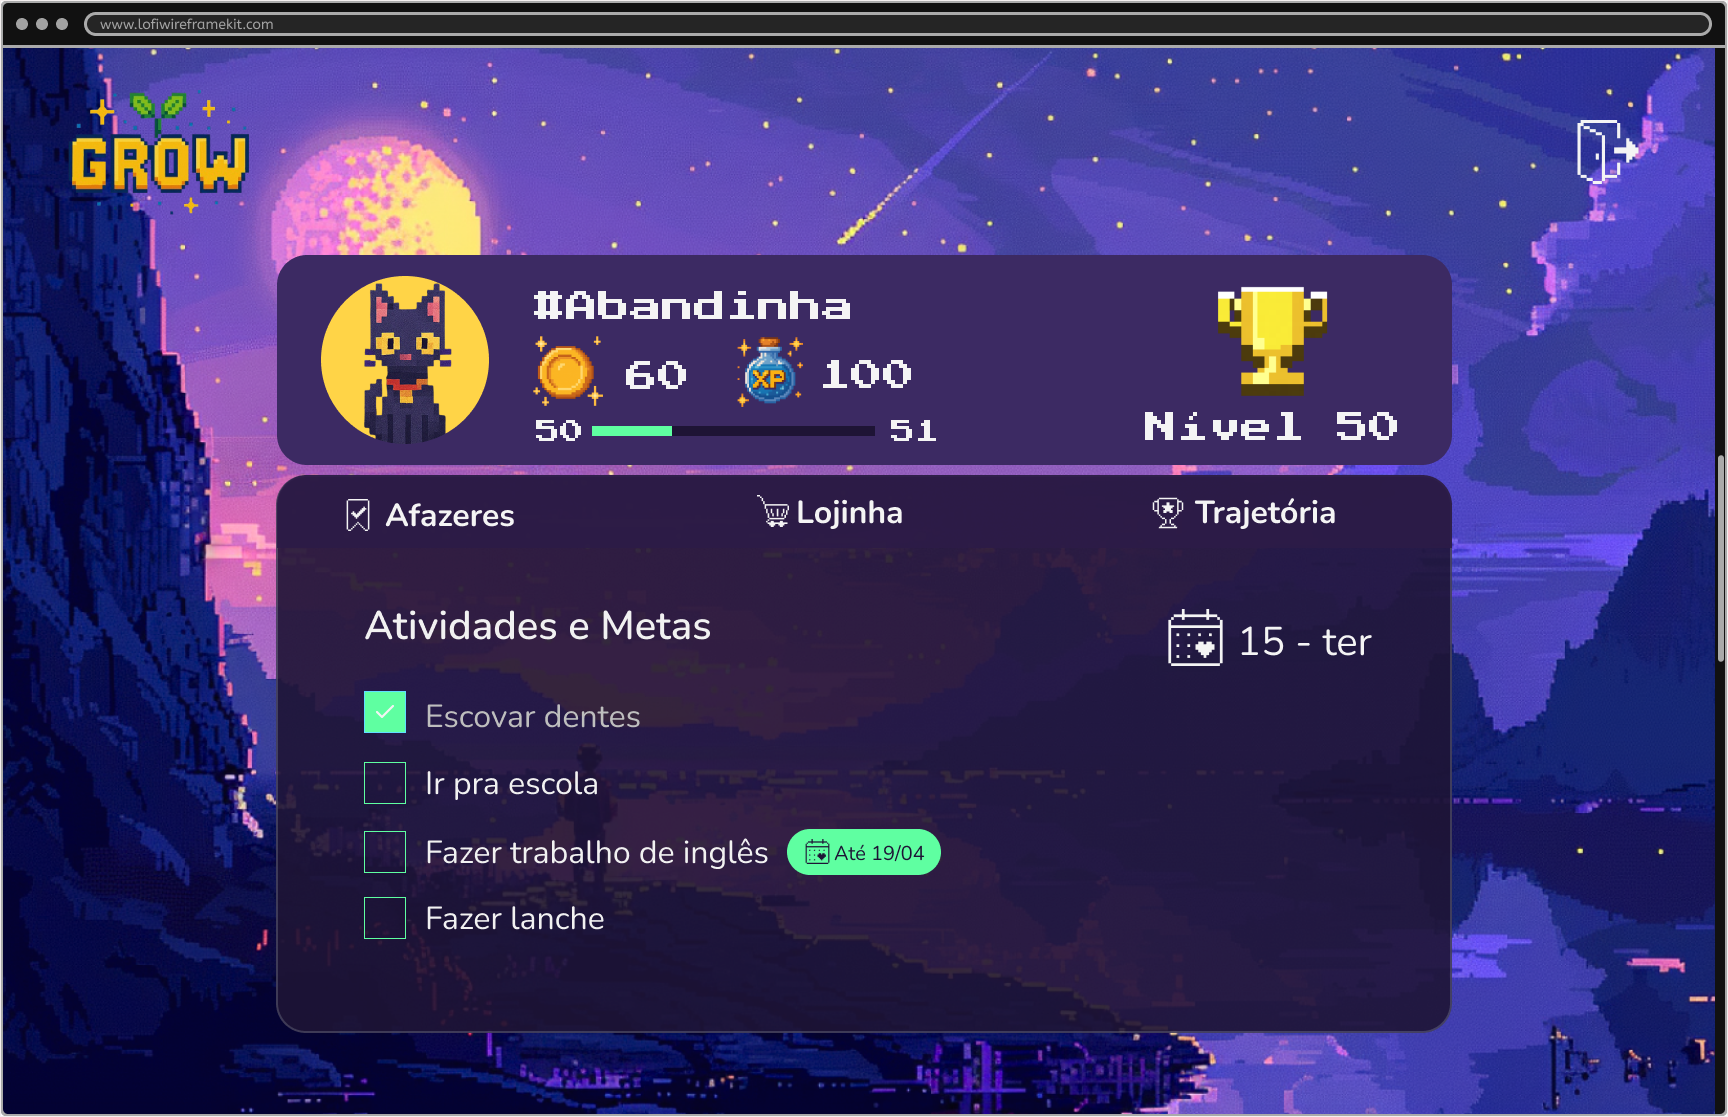 www.lofiwireframekit.com
GROW
#Abandinha
60
XP
100
50
51
Nível 50
Afazeres
Lojinha
Trajetória
Atividades e Metas
15 - ter
Escovar dentes
Ir pra escola
Fazer trabalho de inglês
Até 19/04
Fazer lanche